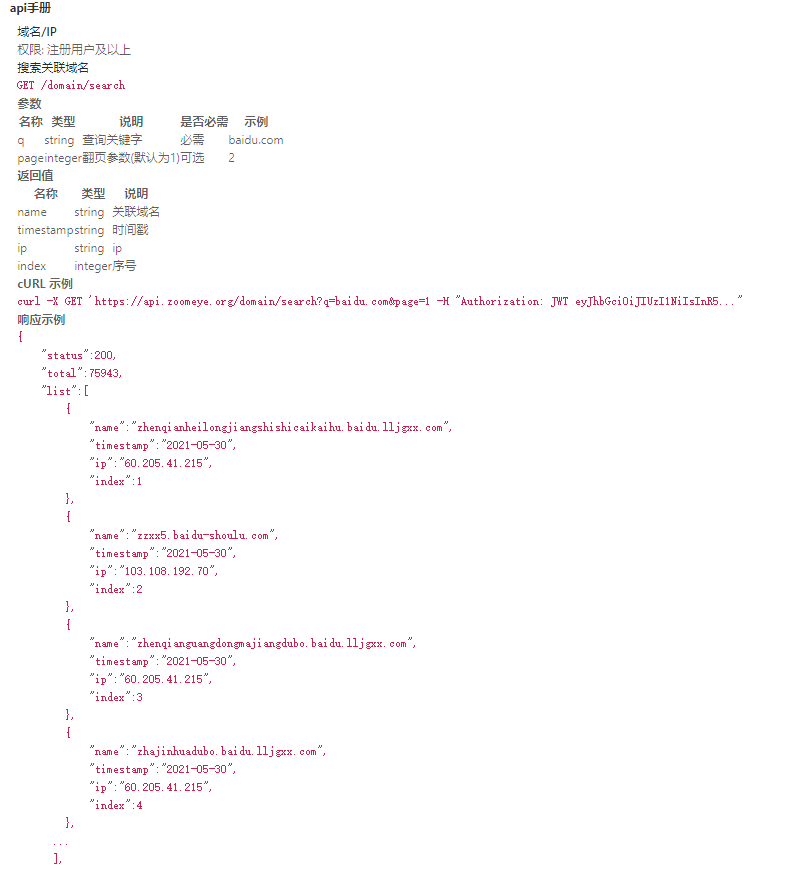 api手册
域名/IP
权限: 注册用户及以上
搜索关联域名
GET /domain/search
参数
名称 类型 说明 是否必需 示例
q string 查询关键字 必需 baidu.com
page integer 翻页参数(默认为1) 可选 2
返回值
名称 类型 说明
name string 关联域名
timestamp string 时间戳
ip string ip
index integer 序号
cURL 示例
curl -X GET 'https://api.zoomeye.org/domain/search?q=baidu.com&page=1 -H "Authorization: JWT eyJhbGciOiJIUzI1NiIsInR5..."
响应示例
{
"status":200,
"total":75943,
"list":[
{
"name":"zhenqianheilongjiangshishicaikaihu.baidu.lljgxx.com",
"timestamp":"2021-05-30",
"ip":"60.205.41.215",
"index":1
},
{
"name":"zzxx5.baidu-shoulu.com",
"timestamp":"2021-05-30",
"ip":"103.108.192.70",
"index":2
},
{
"name":"zhenqianguangdongmajiangdubo.baidu.lljgxx.com",
"timestamp":"2021-05-30",
"ip":"60.205.41.215",
"index":3
},
{
"name":"zhajinhuadubo.baidu.lljgxx.com",
"timestamp":"2021-05-30",
"ip":"60.205.41.215",
"index":4
},
...
],